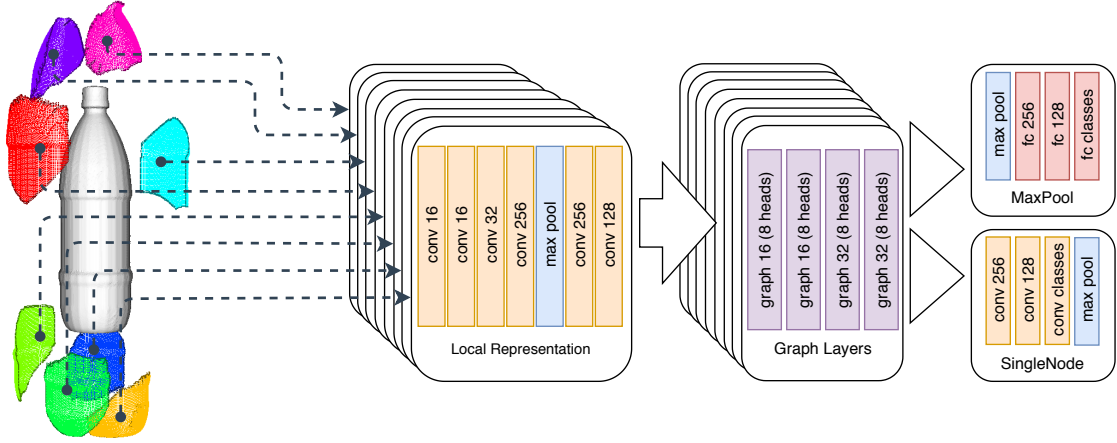 conv 16
conv 16
conv 32
conv 256
max pool
conv 256
conv 128
Local Representation
graph 16 (8 heads)
graph 16 (8 heads)
graph 32 (8 heads)
graph 32 (8 heads)
Graph Layers
max pool
fc 256
fc 128
fc classes
MaxPool
conv 256
conv 128
conv classes
max pool
SingleNode